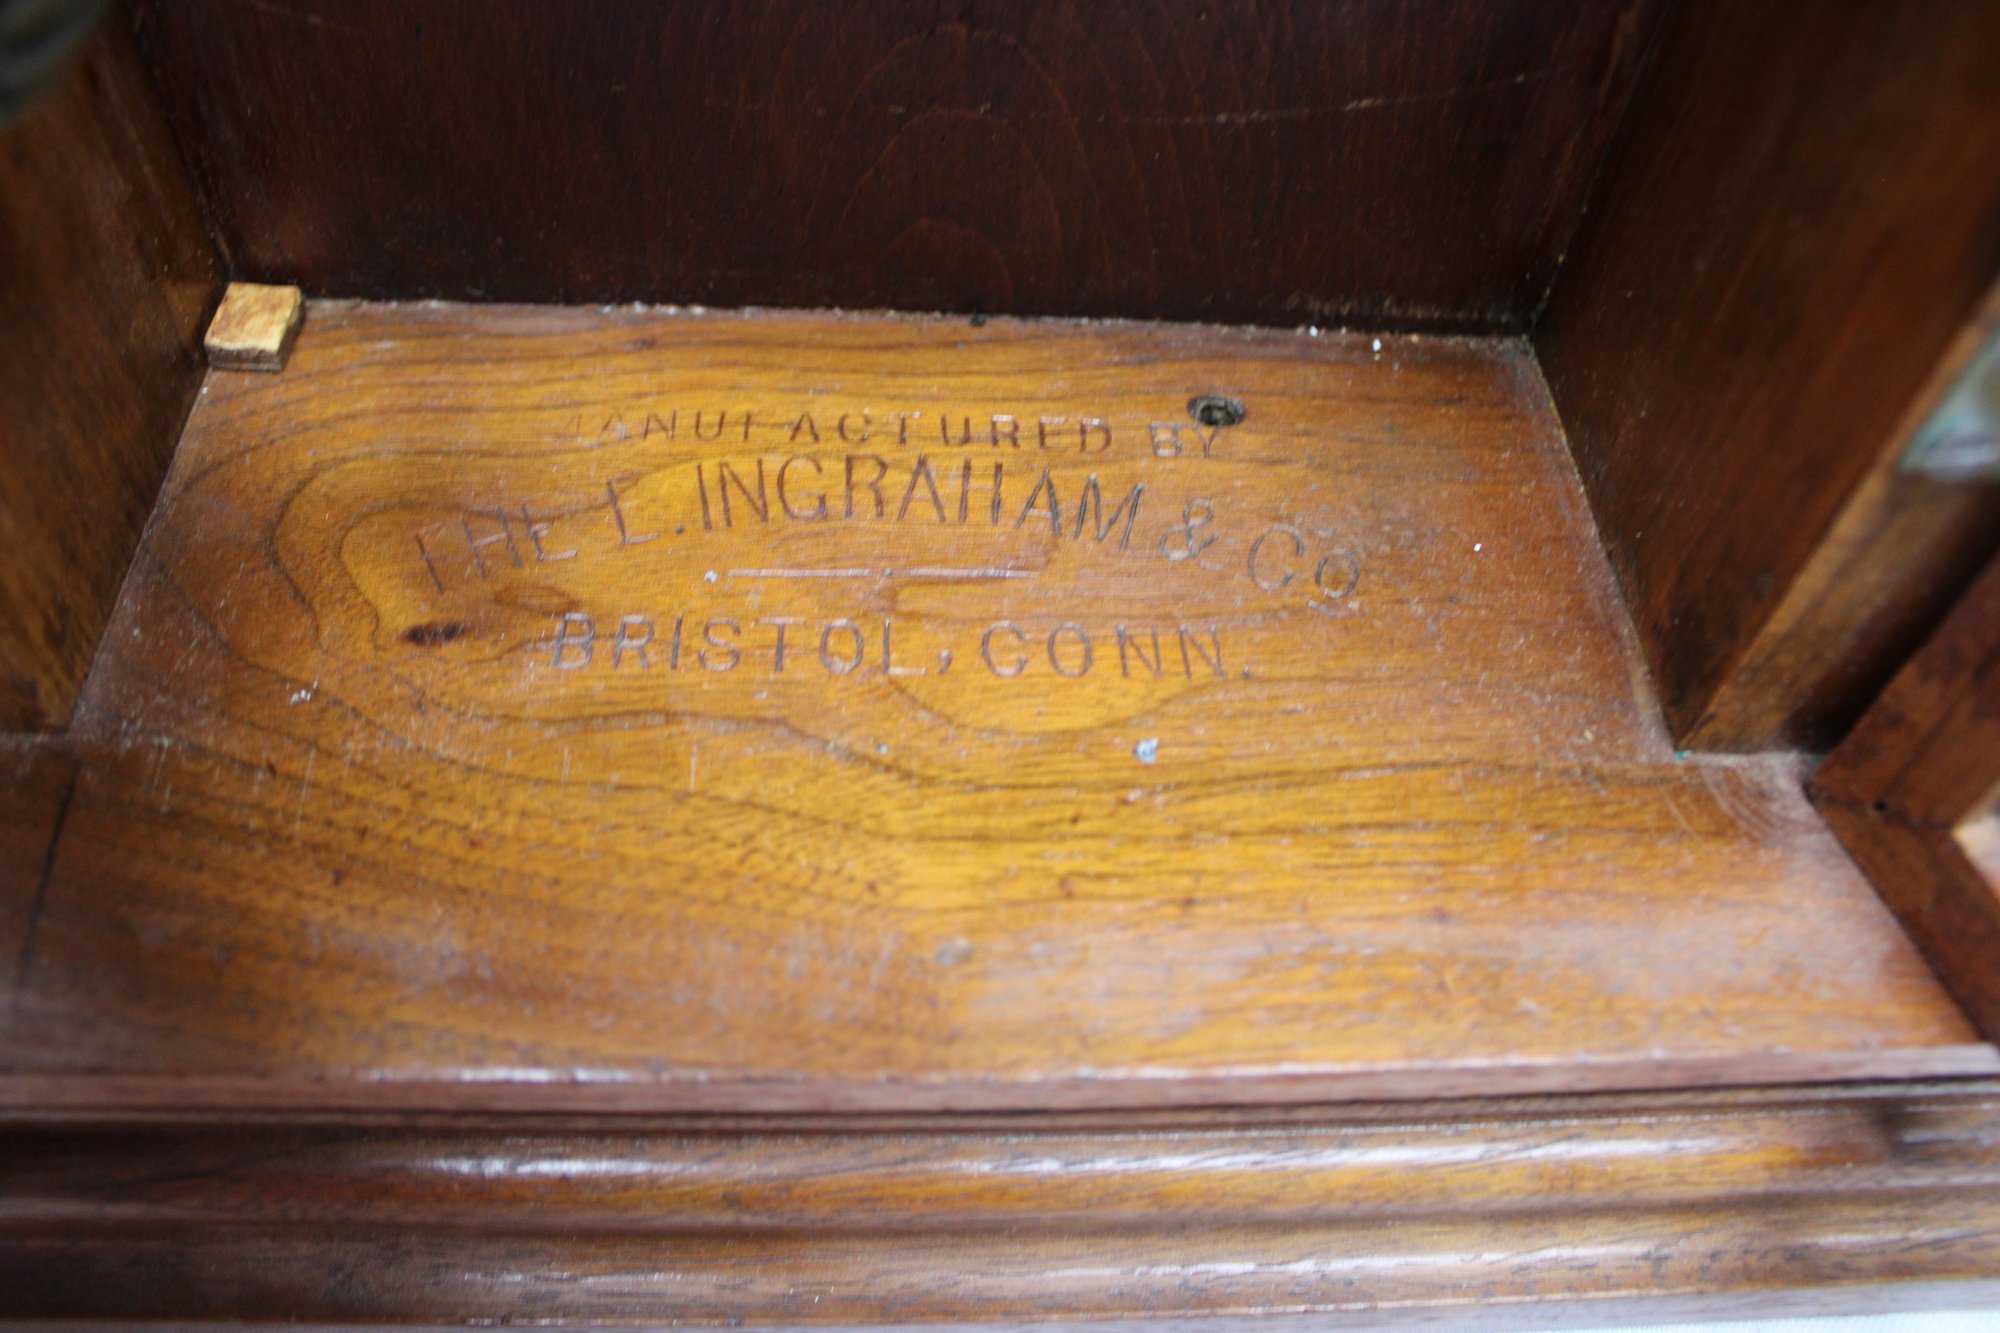 MANUFACTURED BY
THE L. INGRAHAM & CO
BRISTOL, CONN.